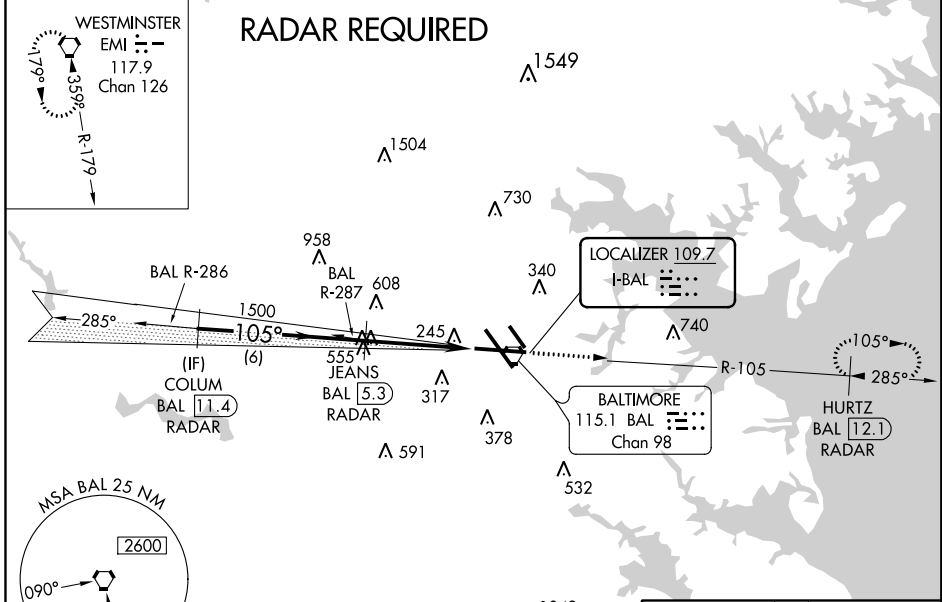 RADAR REQUIRED
WESTMINSTER
EMI
117.9
Chan 126
179°
359°
R-179
1549
1504
730
958
BAL R-286
BAL
R-287
608
340
LOCALIZER 109.7
I-BAL
1500
285°
105°
(6)
245
740
555
(IF)
COLUM
BAL 11.4
RADAR
JEANS
BAL 5.3
RADAR
317
R-105
105°
285°
HURTZ
BAL 12.1
RADAR
BALTIMORE
115.1 BAL
Chan 98
378
591
532
MSA BAL 25 NM
2600
090°